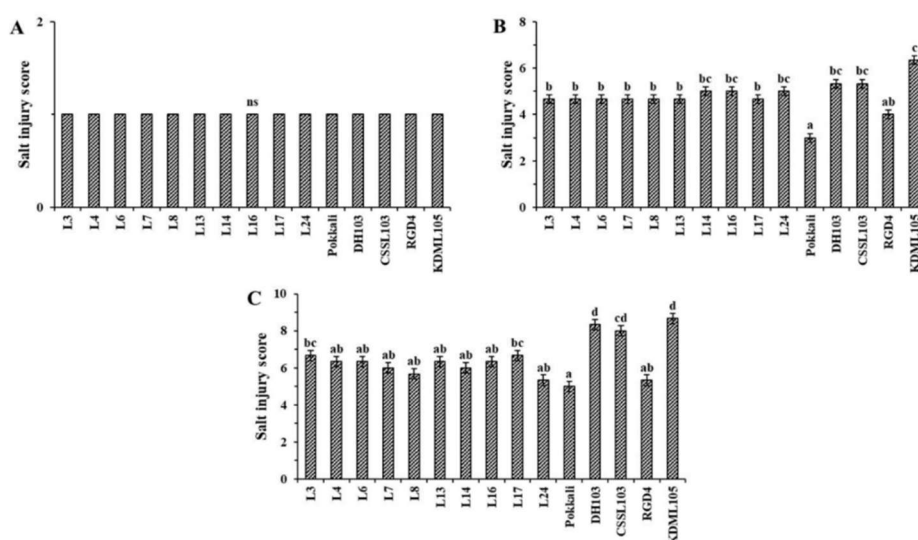 A
Salt injury score
2
0
ns
L3
L4
L6
L7
L8
L13
L14
L16
L17
L24
Pokkali
DH103
CSSL103
RGD4
KDML105
B
Salt injury score
8
6
4
2
0
b
b
b
b
b
b
bc
bc
b
bc
a
bc
bc
ab
c
L3
L4
L6
L7
L8
L13
L14
L16
L17
L24
Pokkali
DH103
CSSL103
RGD4
KDML105
C
Salt injury score
10
8
6
4
2
0
bc
ab
ab
ab
ab
ab
ab
ab
bc
ab
a
d
cd
ab
d
L3
L4
L6
L7
L8
L13
L14
L16
L17
L24
Pokkali
DH103
CSSL103
RGD4
KDML105